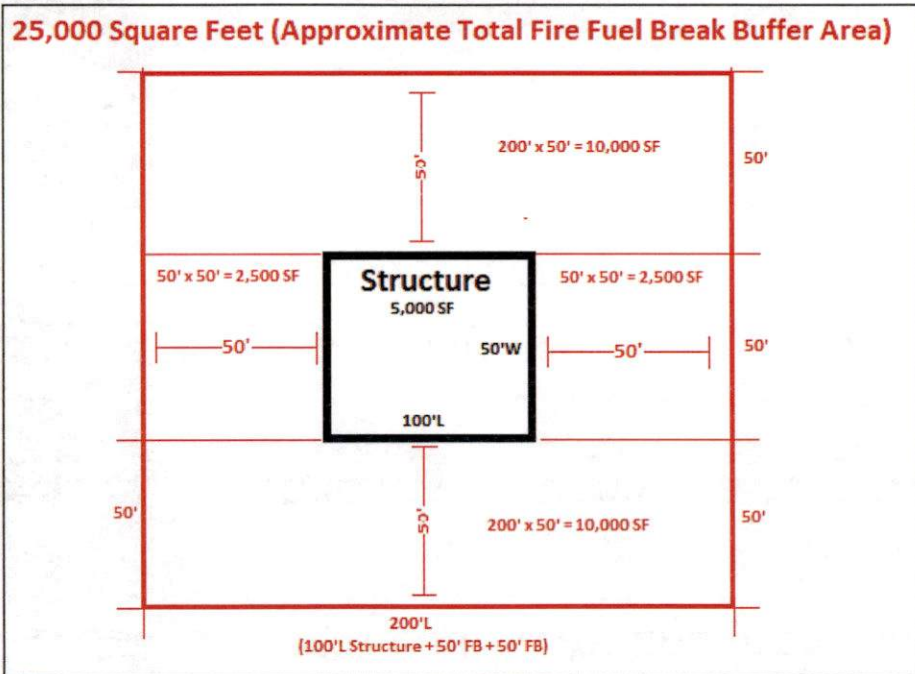 25,000 Square Feet (Approximate Total Fire Fuel Break Buffer Area)
200' x 50' = 10,000 SF
50'
50'
50' x 50' = 2,500 SF
Structure
5,000 SF
50' x 50' = 2,500 SF
50'
50'W
50'
50'
100'L
50'
50'
200' x 50' = 10,000 SF
50'
200'L
(100'L Structure + 50' FB + 50' FB)